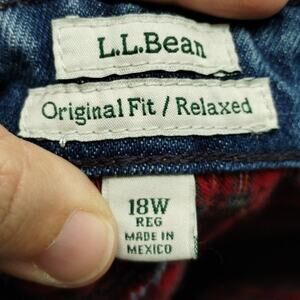 L.L.Bean
Original Fit / Relaxed
18W
REG
MADE IN
MEXICO